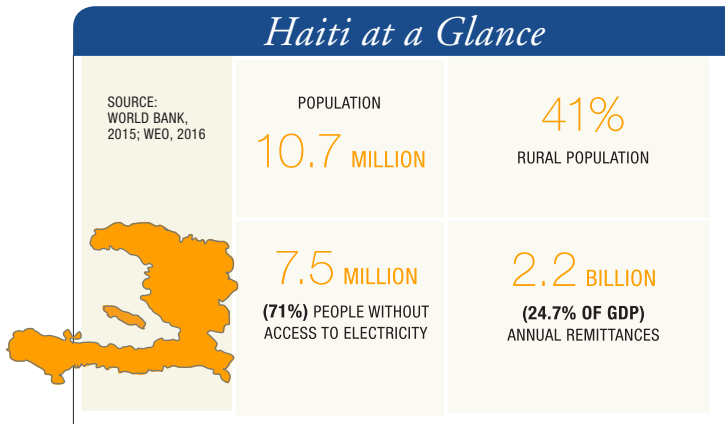 Haiti at a Glance
SOURCE:
WORLD BANK,
2015; WEO, 2016
POPULATION
10.7 MILLION
41%
RURAL POPULATION
7.5 MILLION
(71%) PEOPLE WITHOUT
ACCESS TO ELECTRICITY
2.2 BILLION
(24.7% OF GDP)
ANNUAL REMITTANCES